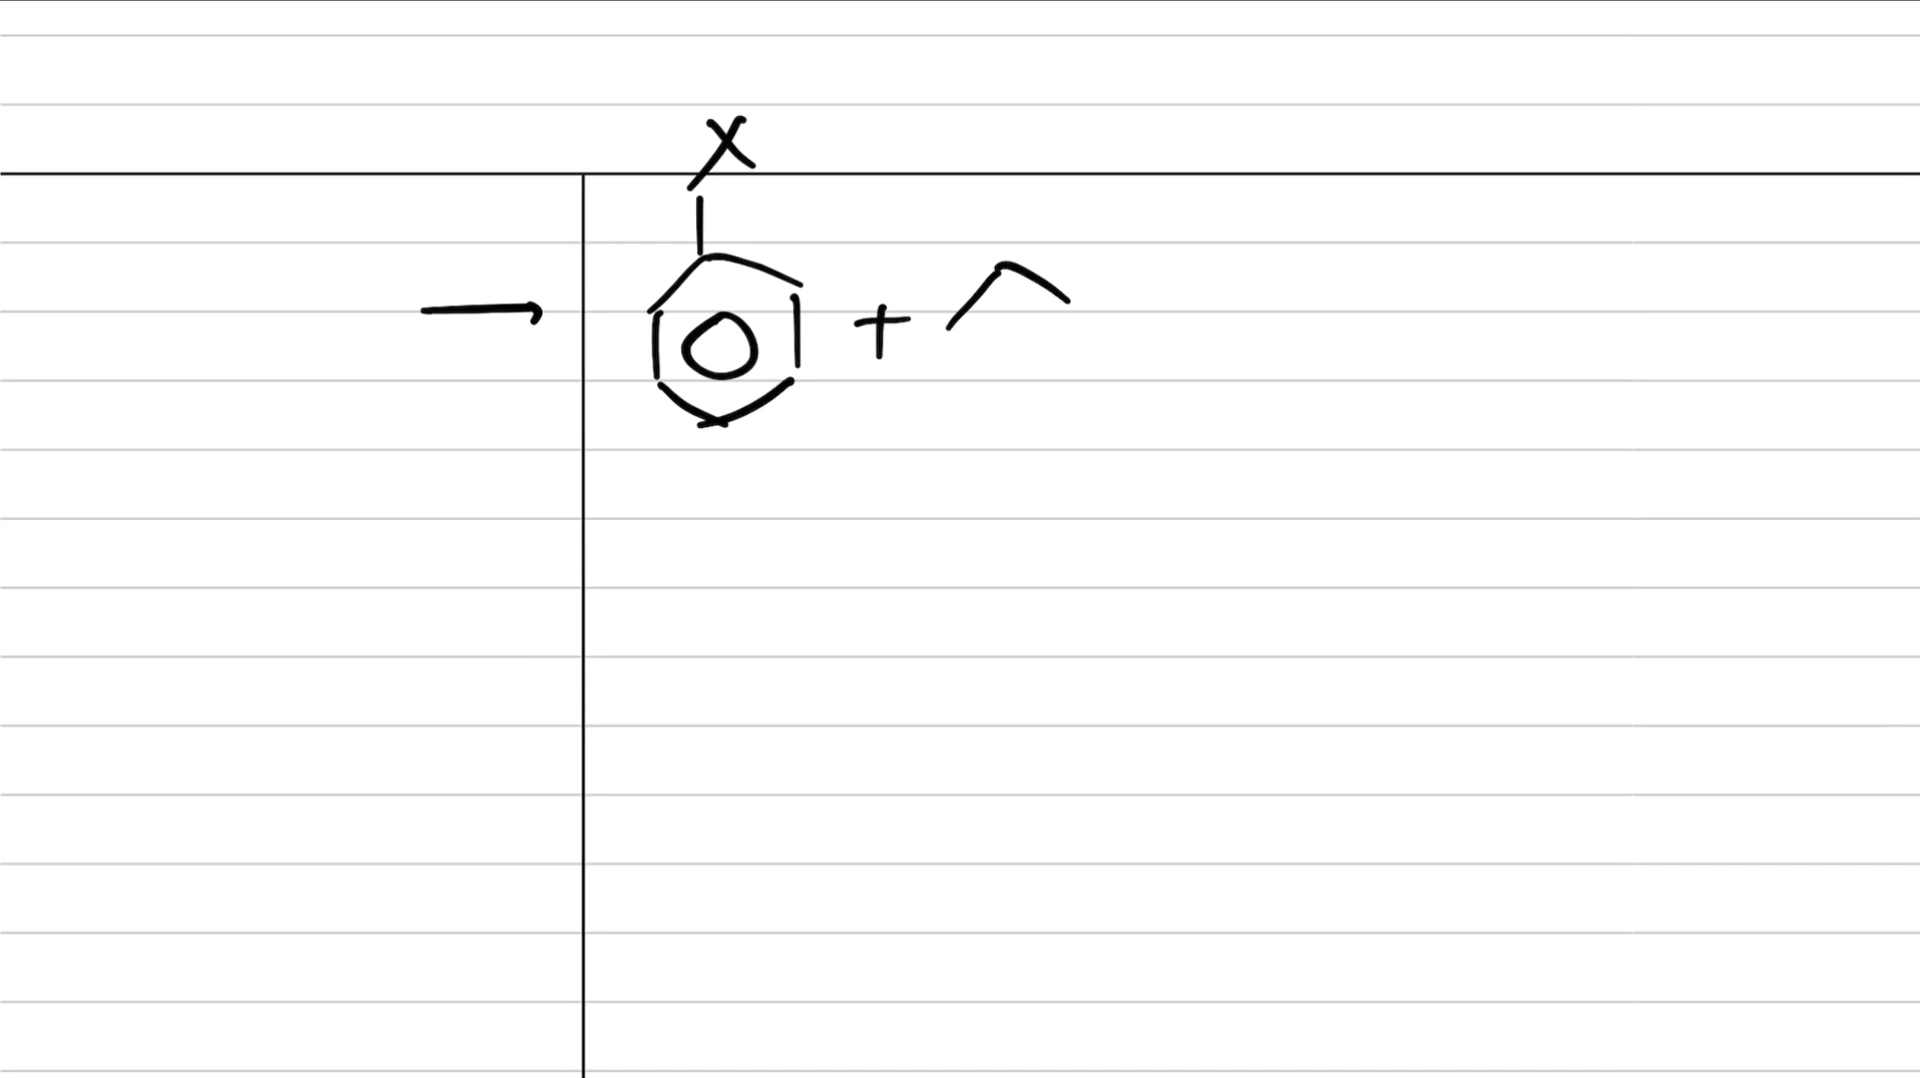 X
→ +